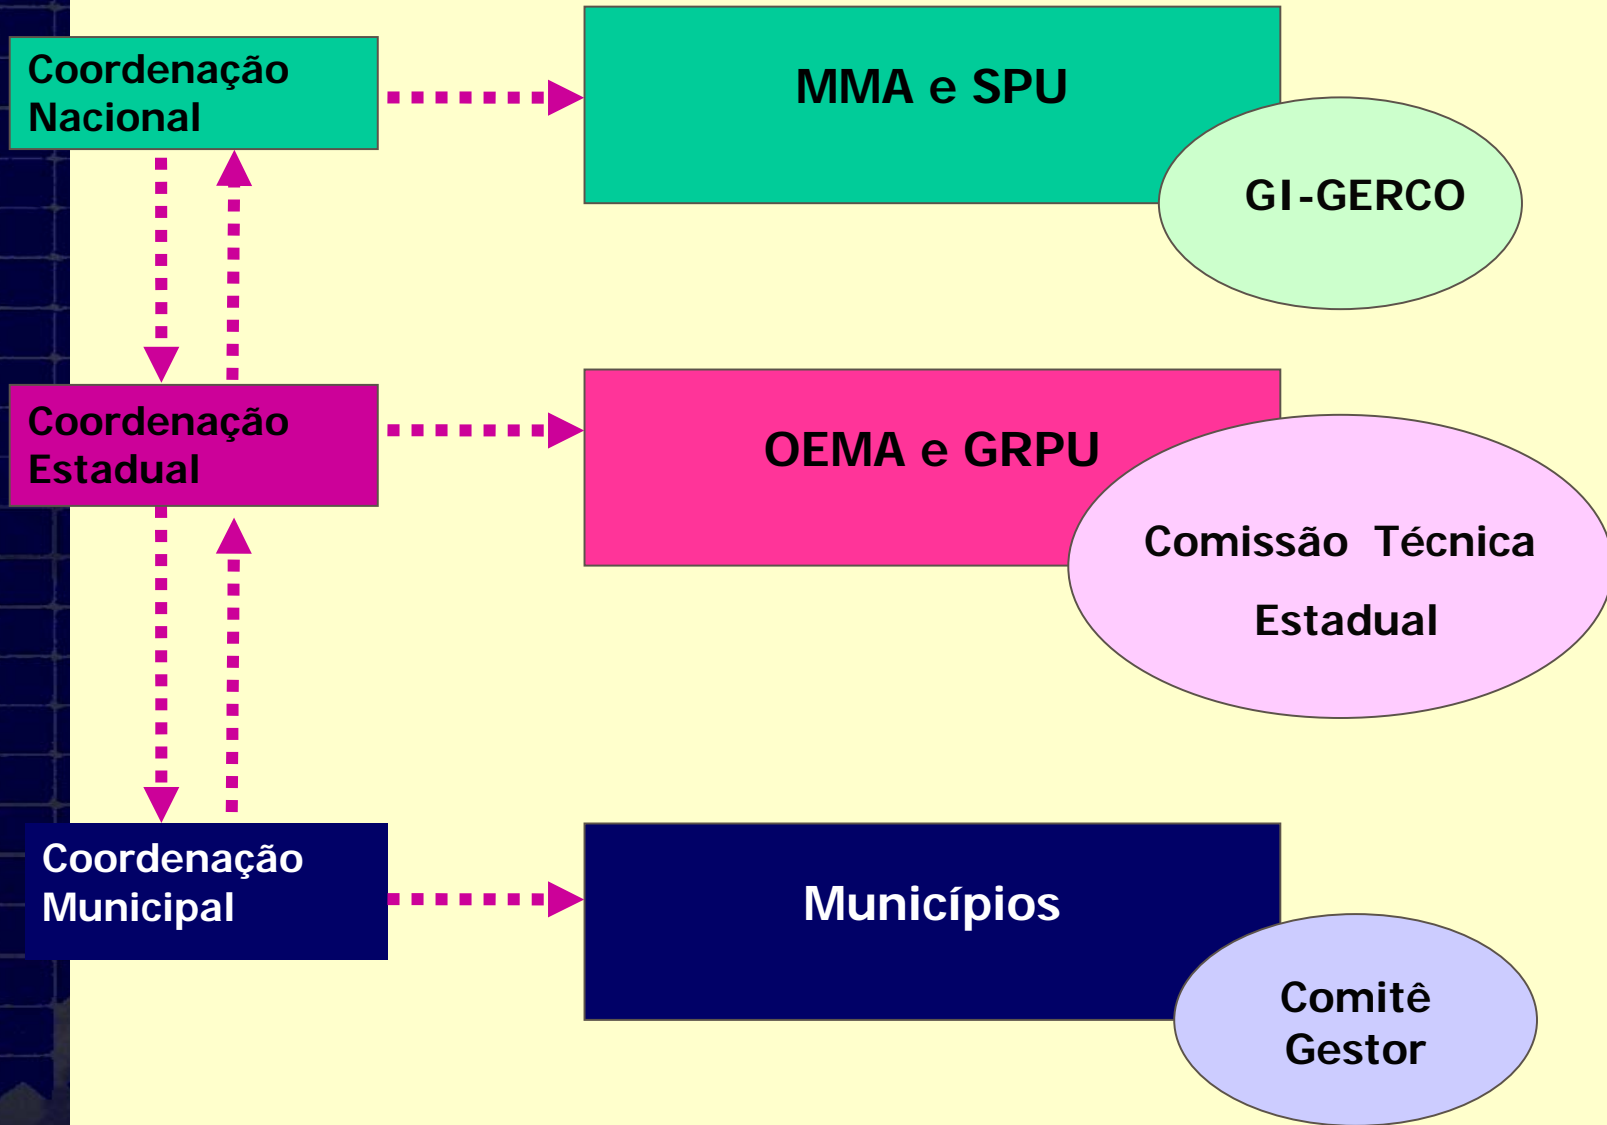 Coordenação
Nacional
MMA e SPU
GI-GERCO
Coordenação
Estadual
OEMA e GRPU
Comissão Técnica
Estadual
Coordenação
Municipal
Municípios
Comitê
Gestor